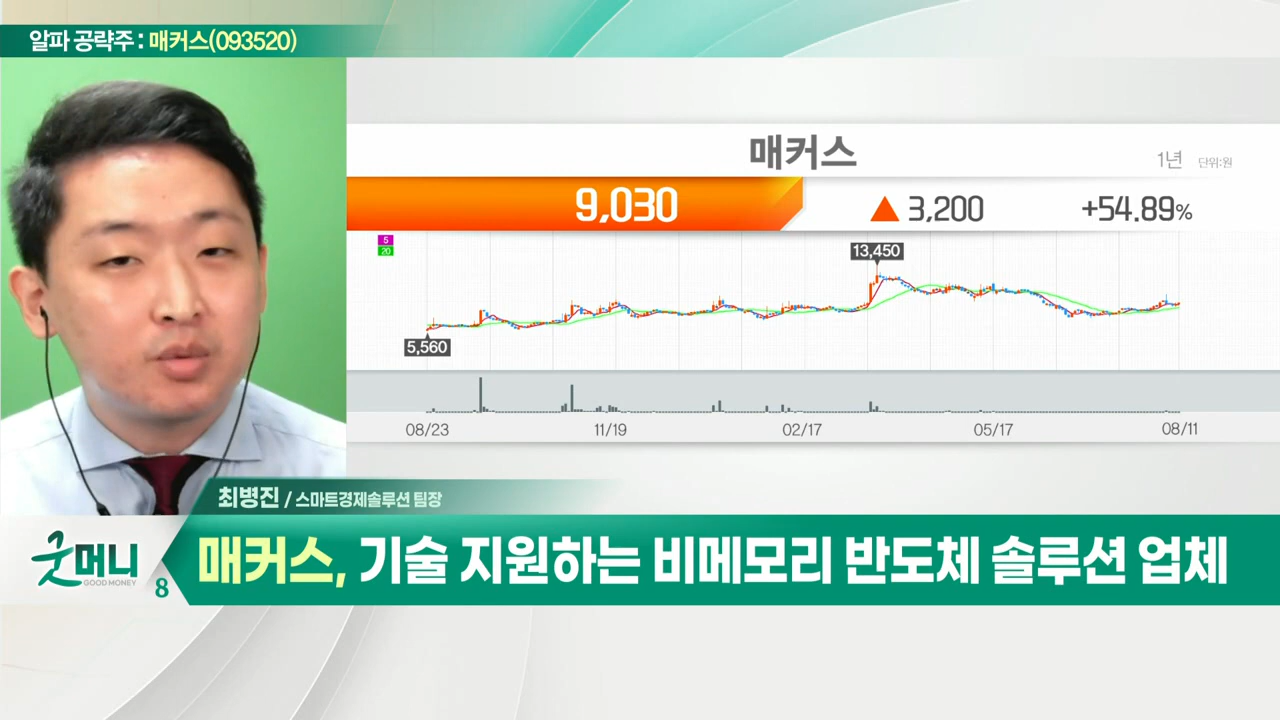 알파 공략주 : 매커스(093520)
매커스
1년 단위:원
9,030 ▲ 3,200 +54.89%
5
20
13,450
5,560
08/23 11/19 02/17 05/17 08/11
최병진 / 스마트경제솔루션 팀장
굿머니
GOOD MONEY
8
매커스, 기술 지원하는 비메모리 반도체 솔루션 업체